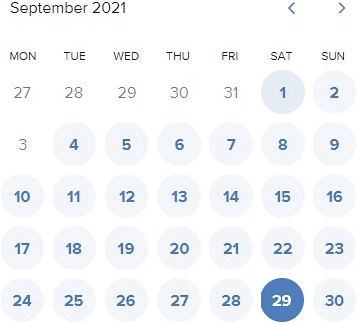 September 2021
MON TUE WED THU FRI SAT SUN
27 28 29 30 31 1 2
3 4 5 6 7 8 9
10 11 12 13 14 15 16
17 18 19 20 21 22 23
24 25 26 27 28 29 30